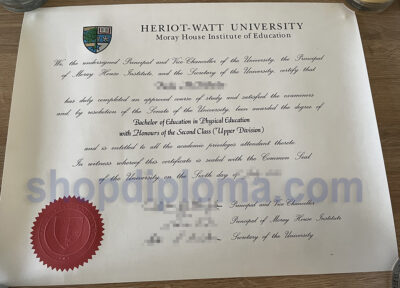 HERIOT-WATT UNIVERSITY
Moray House Institute of Education
We the undersigned Principal and Vice-Chancellor of the University, the Principal
of Moray House Institute, and the Secretary of the University, certify that
has duly completed an approved course of study and satisfied the examiners
and, by resolution of the Senate of the University, been awarded the degree of
Bachelor of Education in Physical Education
with Honours of the Second Class (Upper Division)
and is entitled to all the academic privileges attendant thereto
In witness whereof this certificate is sealed with the Common Seal
shopdiploma.com
of the University on the Sixth day of
Principal and Vice Chancellor
Principal of Moray House Institute
Secretary of the University